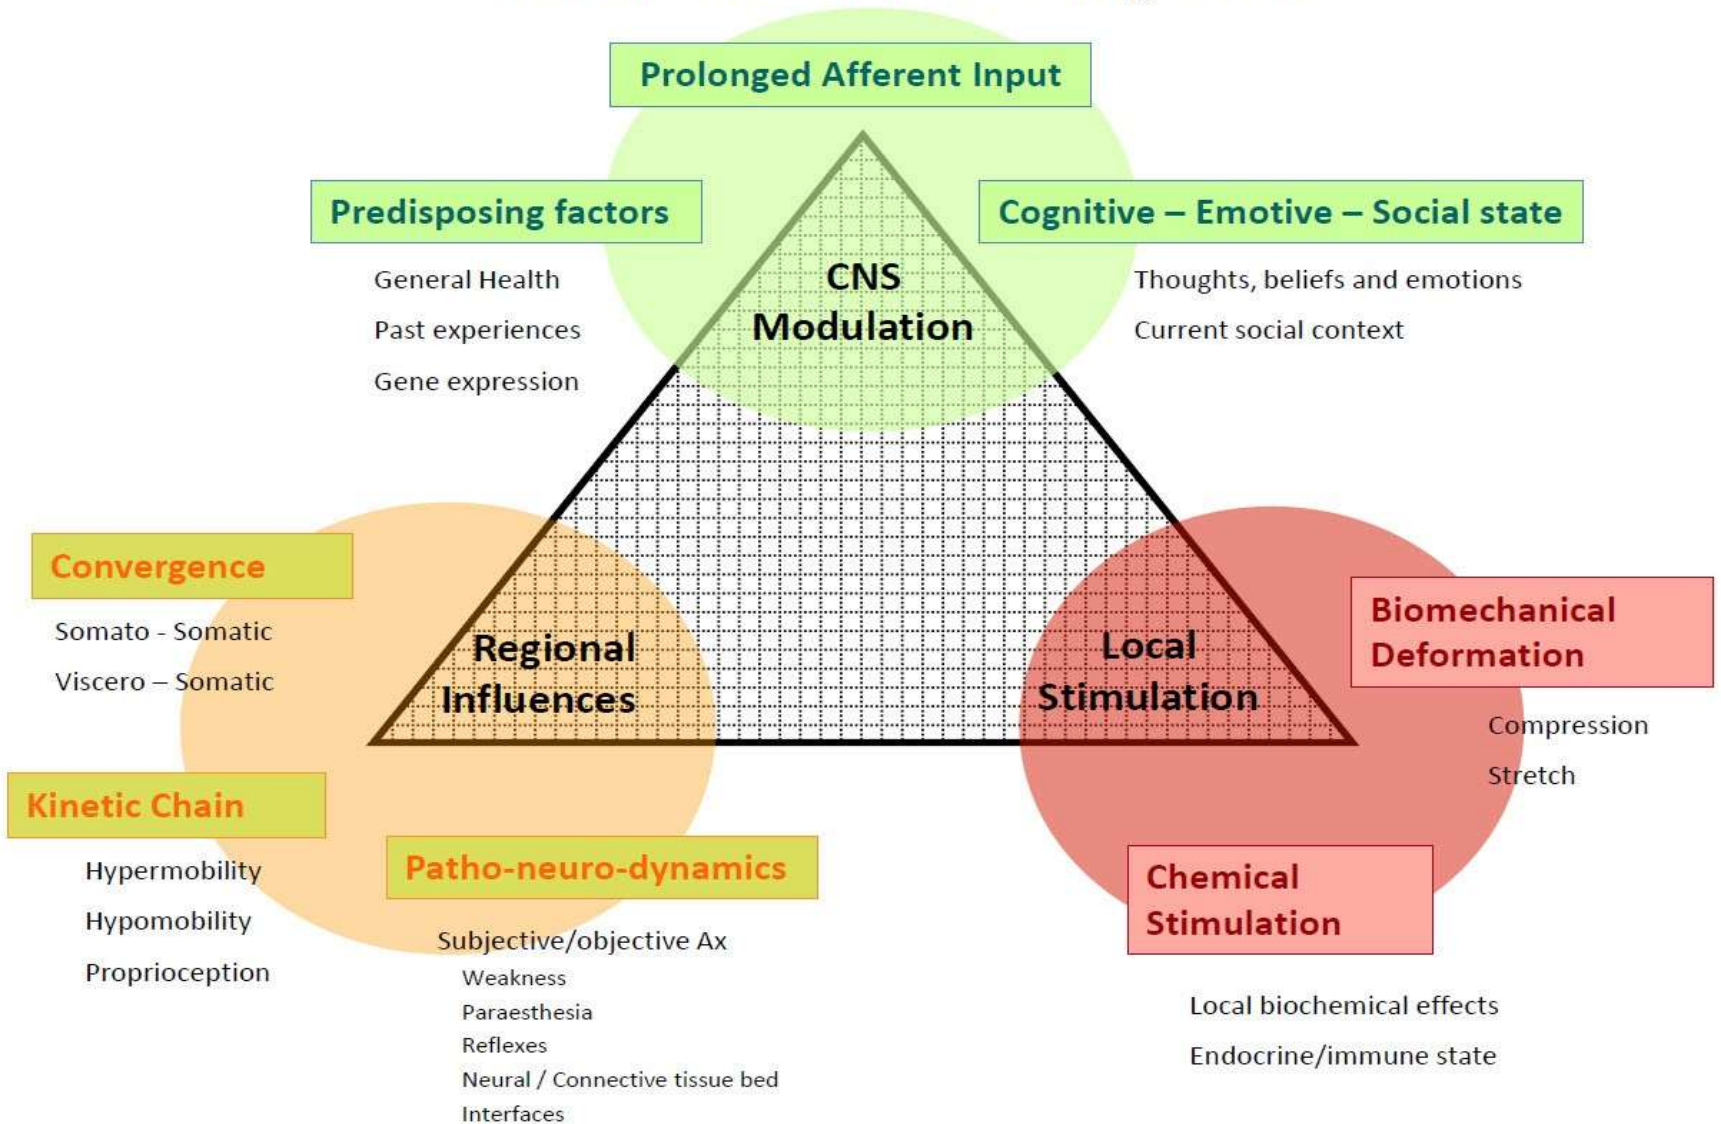 Prolonged Afferent Input
Predisposing factors
General Health
Past experiences
Gene expression
Cognitive – Emotive – Social state
Thoughts, beliefs and emotions
Current social context
CNS
Modulation
Convergence
Somato - Somatic
Viscero – Somatic
Regional
Influences
Local
Stimulation
Biomechanical
Deformation
Compression
Stretch
Kinetic Chain
Hypermobility
Hypomobility
Proprioception
Patho-neuro-dynamics
Subjective/objective Ax
Weakness
Paraesthesia
Reflexes
Neural / Connective tissue bed
Interfaces
Chemical
Stimulation
Local biochemical effects
Endocrine/immune state